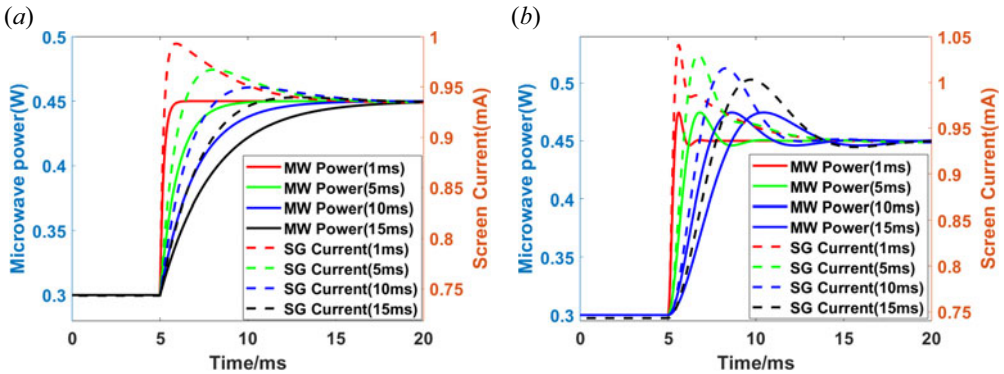 (a)
0.5
0.45
0.4
0.35
0.3
Microwave power(W)
1
0.95
0.9
0.85
0.8
0.75
Screen Current(mA)
MW Power(1ms)
MW Power(5ms)
MW Power(10ms)
MW Power(15ms)
SG Current(1ms)
SG Current(5ms)
SG Current(10ms)
SG Current(15ms)
0 5 10 15 20
Time/ms
(b)
0.5
0.45
0.4
0.35
0.3
Microwave power(W)
1.05
1
0.95
0.9
0.85
0.8
0.75
Screen Current(mA)
MW Power(1ms)
MW Power(5ms)
MW Power(10ms)
MW Power(15ms)
SG Current(1ms)
SG Current(5ms)
SG Current(10ms)
SG Current(15ms)
0 5 10 15 20
Time/ms